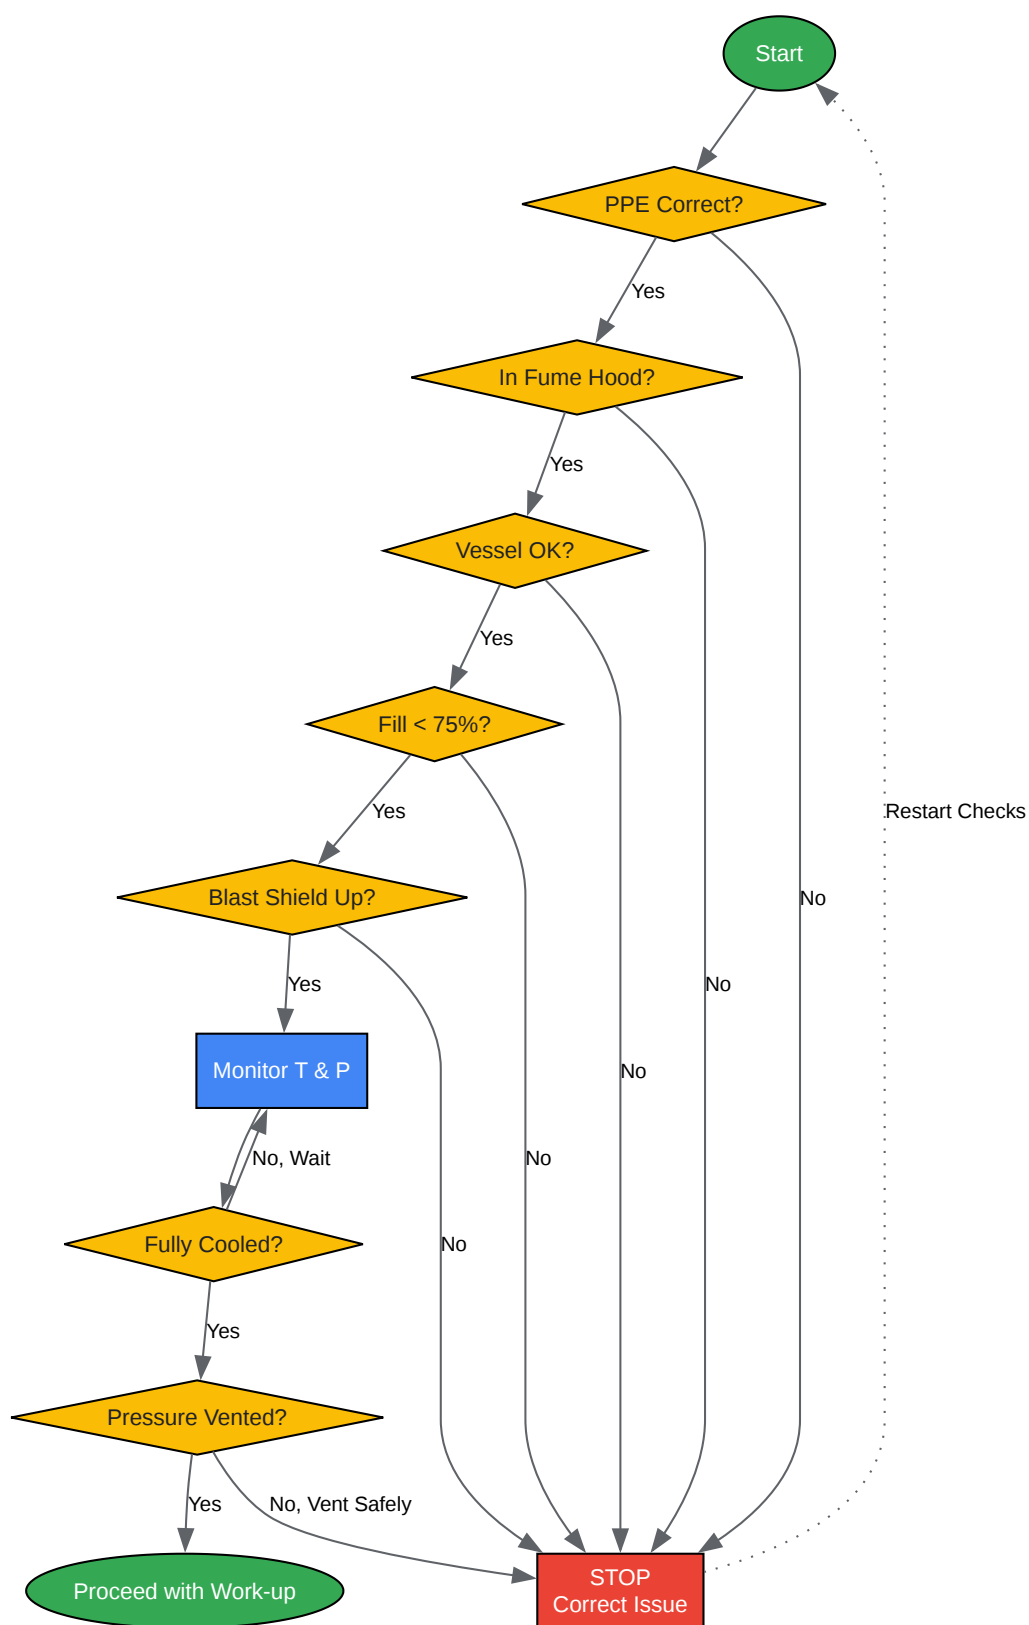 Start
PPE Correct?
Yes
In Fume Hood?
Yes
Vessel OK?
Yes
Fill < 75%?
Yes
Restart Checks
Blast Shield Up?
No
Yes
No
Monitor T & P
No
No, Wait
No
Fully Cooled?
No
Yes
Pressure Vented?
Yes
No, Vent Safely
Proceed with Work-up
STOP
Correct Issue